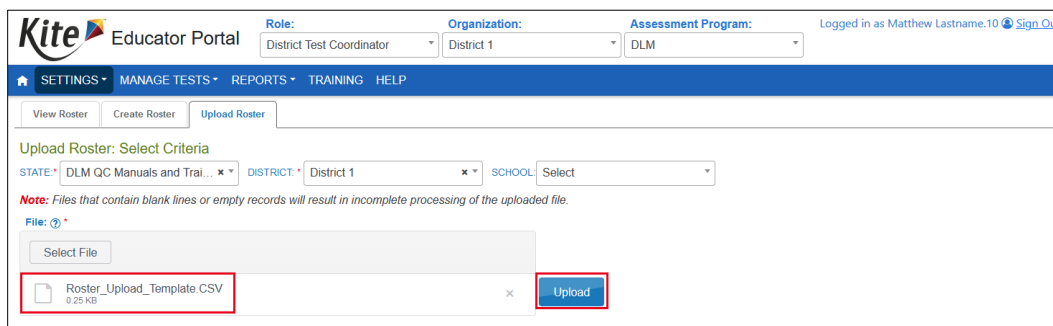 Kite Educator Portal
Role: Organization: Assessment Program:
District Test Coordinator District 1 DLM
Logged in as Matthew Lastname.10 Sign Ou
SETTINGS MANAGE TESTS REPORTS TRAINING HELP
View Roster Create Roster Upload Roster
Upload Roster: Select Criteria
STATE:* DLM QC Manuals and Trai... × DISTRICT: * District 1 × SCHOOL: Select
Note: Files that contain blank lines or empty records will result in incomplete processing of the uploaded file.
File: ? *
Select File
Roster_Upload_Template.CSV
0.25 KB
× Upload